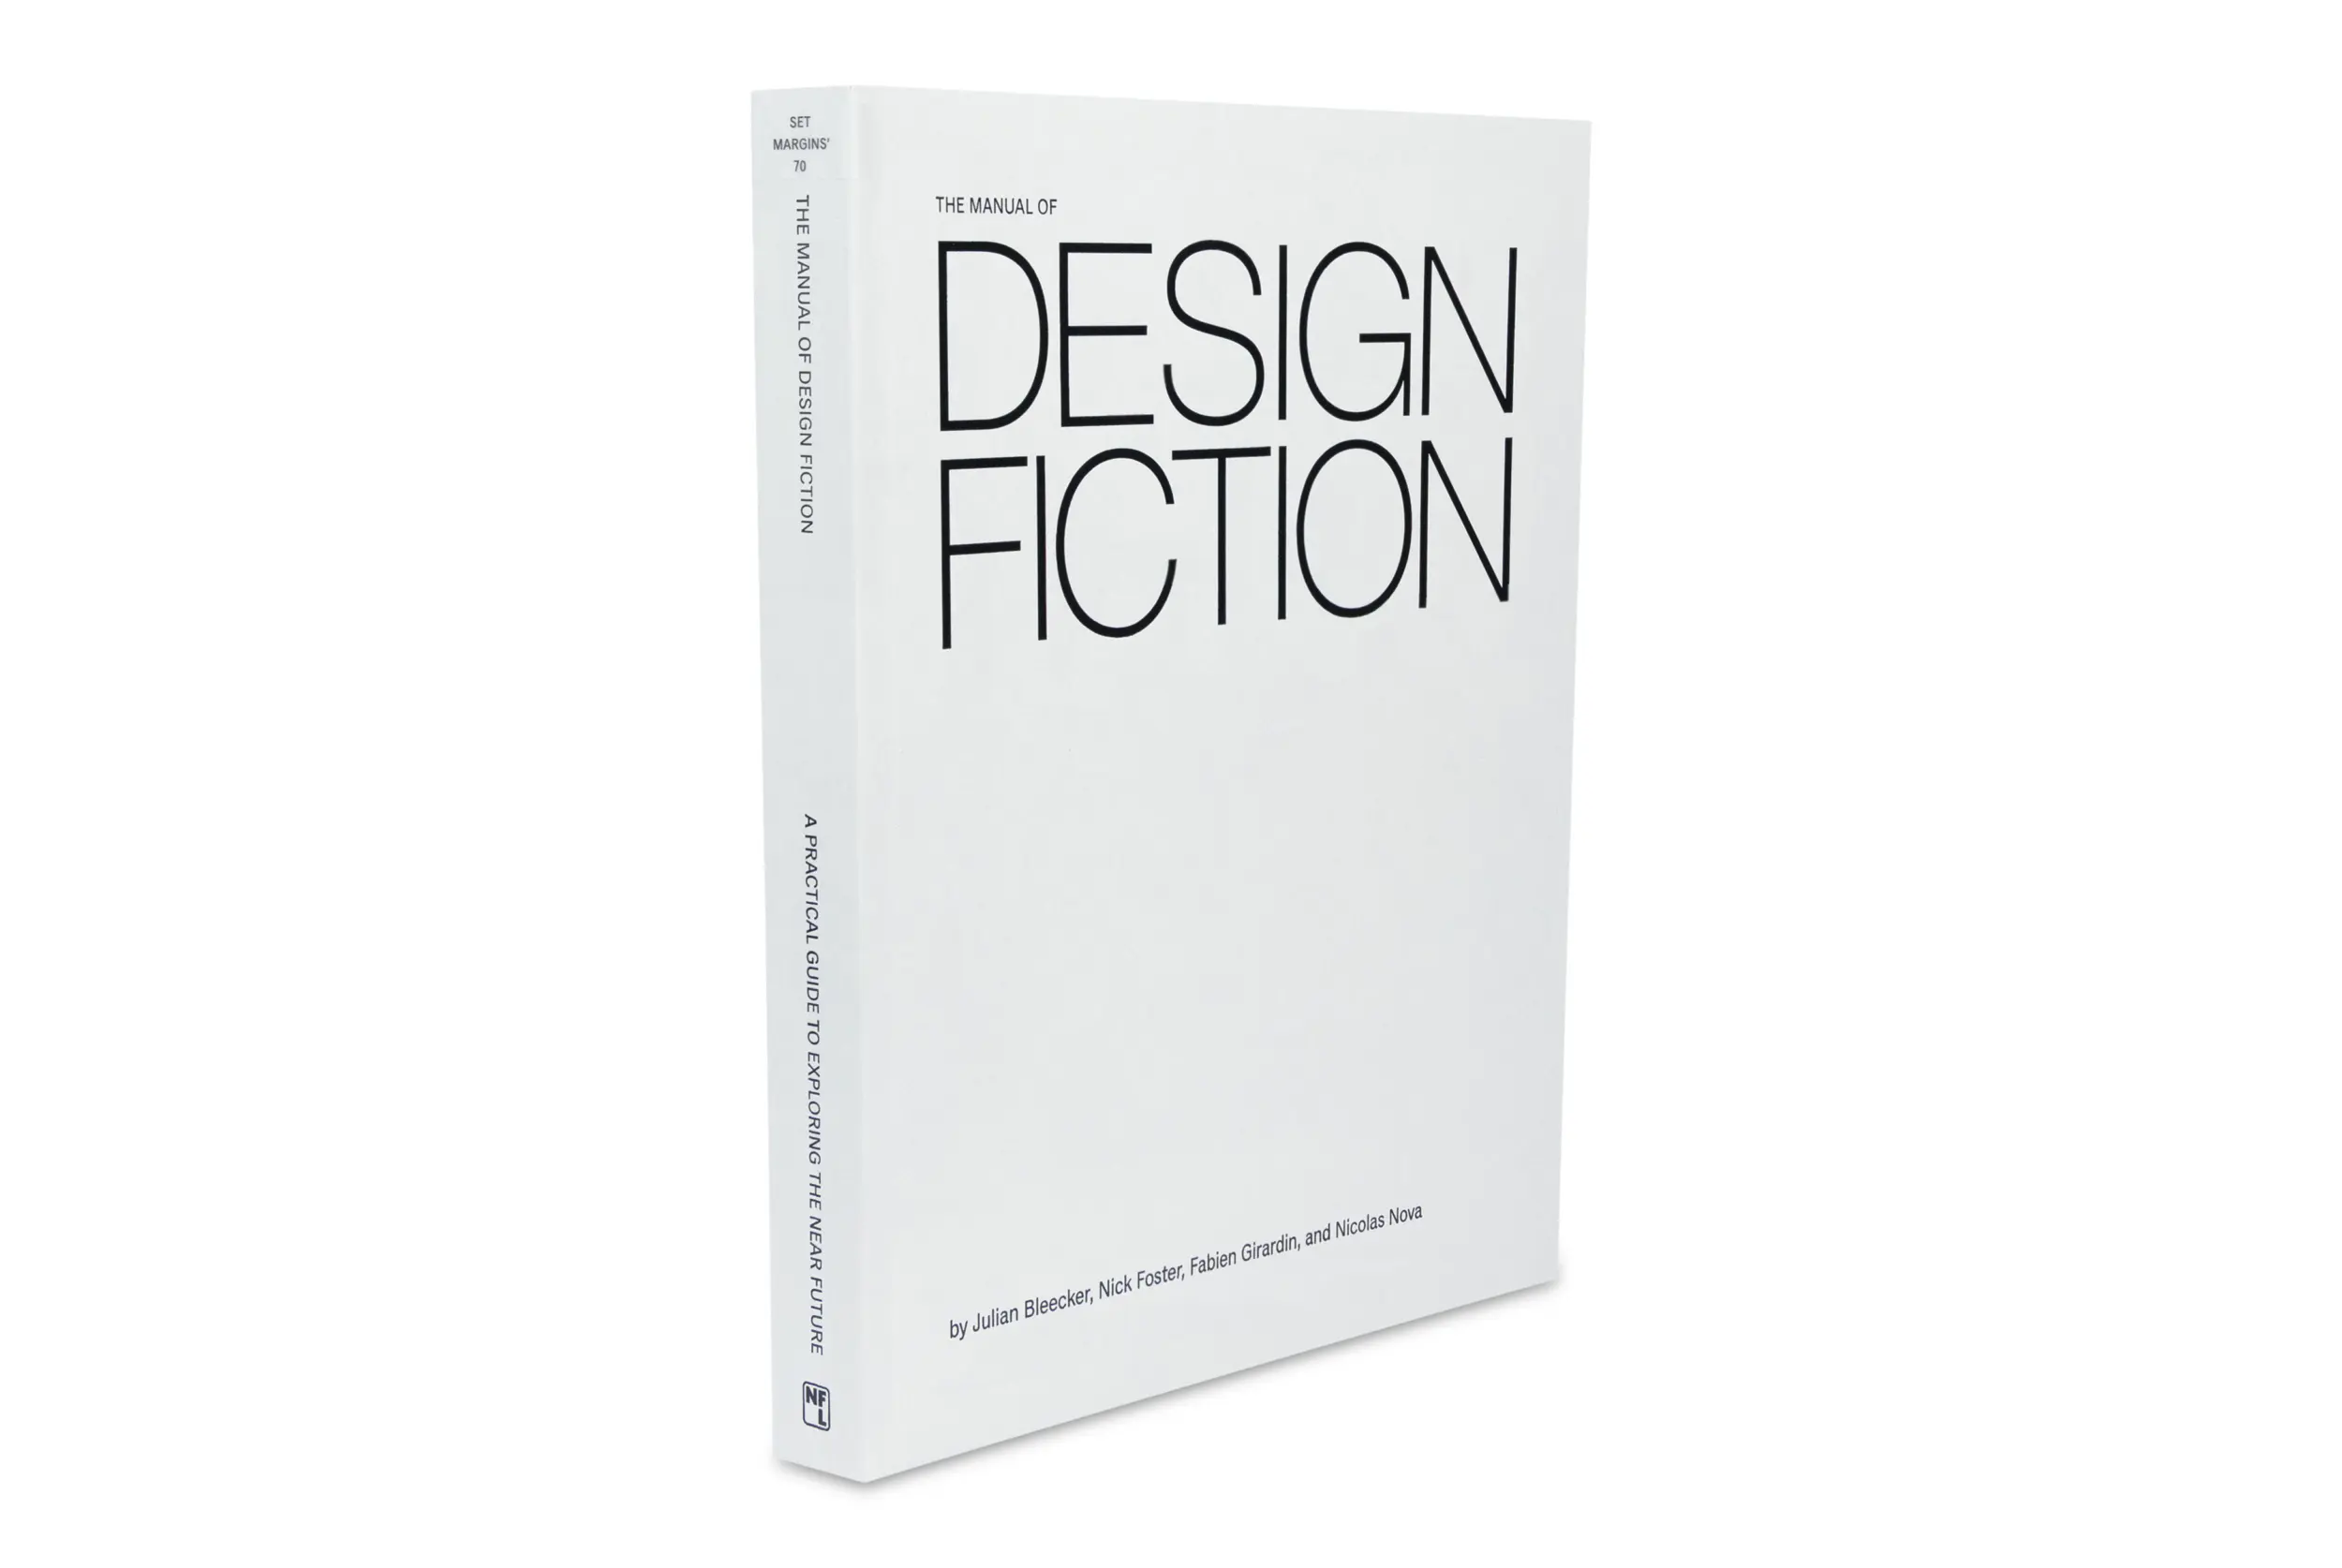 SET
MARGINS'
70
THE MANUAL OF DESIGN FICTION
A PRACTICAL GUIDE TO EXPLORING THE NEAR FUTURE
NF
L
THE MANUAL OF
DESIGN
FICTION
by Julian Bleecker, Nick Foster, Fabien Girardin, and Nicolas Nova